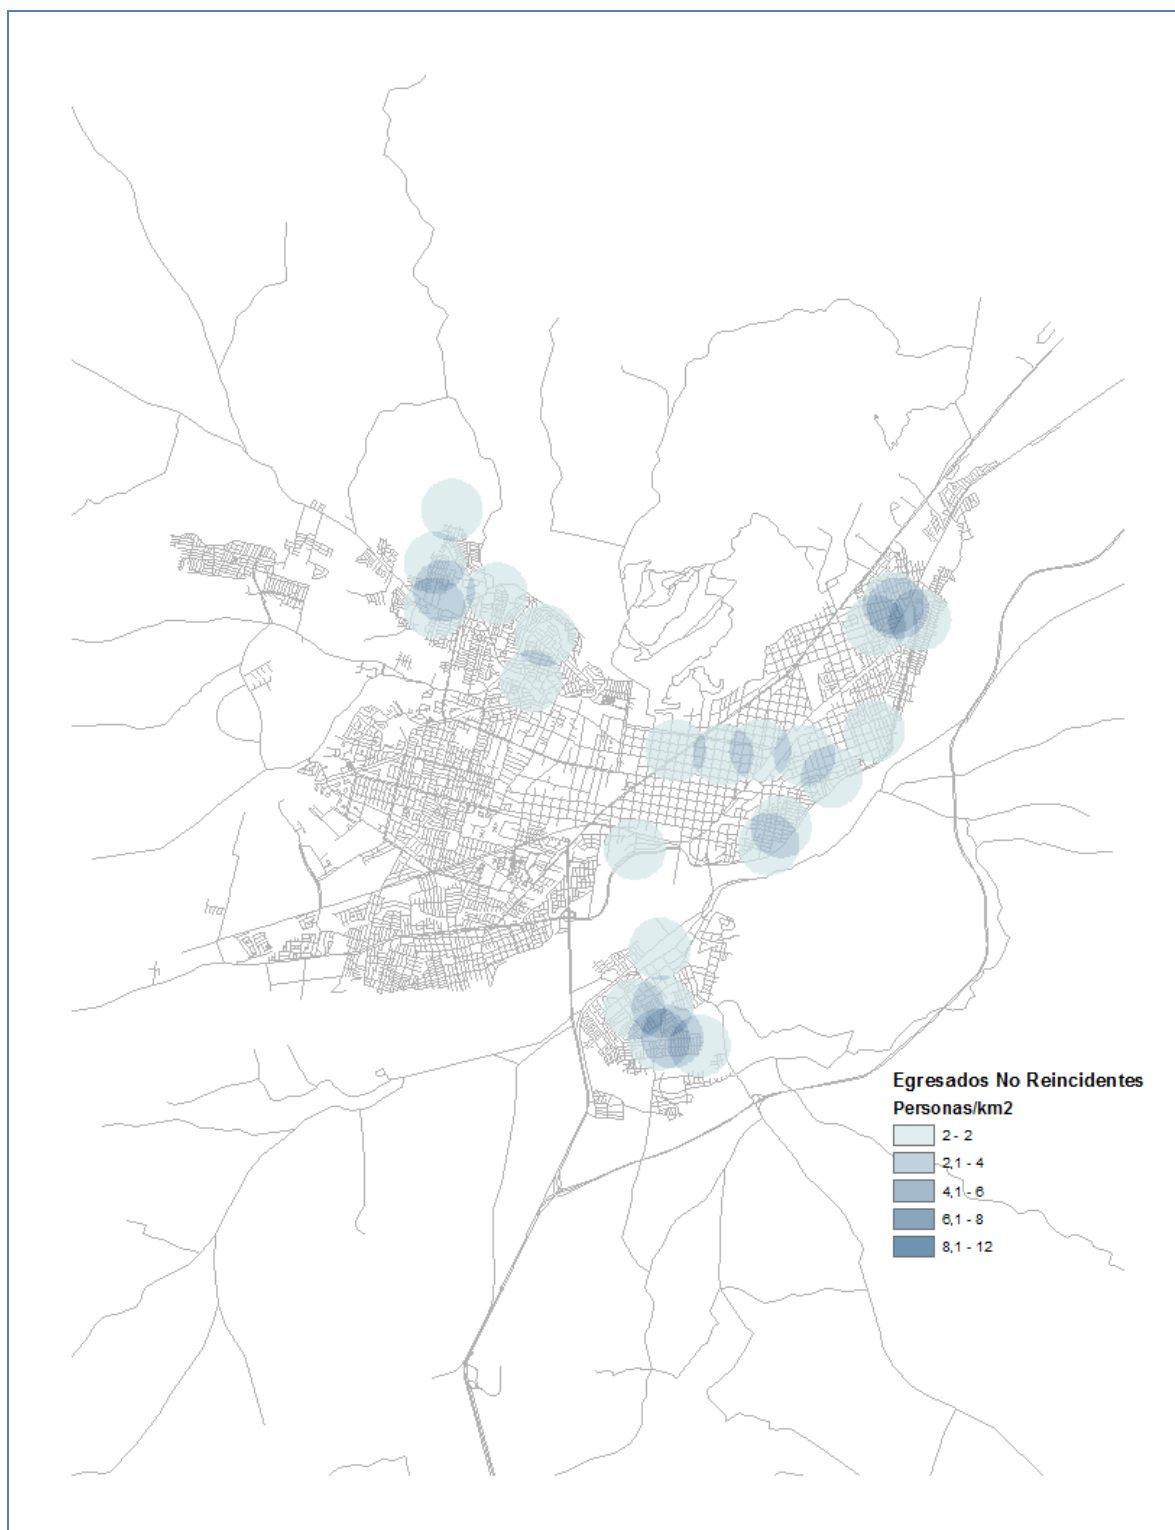 Egresados No Reincidentes
Personas/km2
2 - 2
2,1 - 4
4,1 - 6
6,1 - 8
8,1 - 12